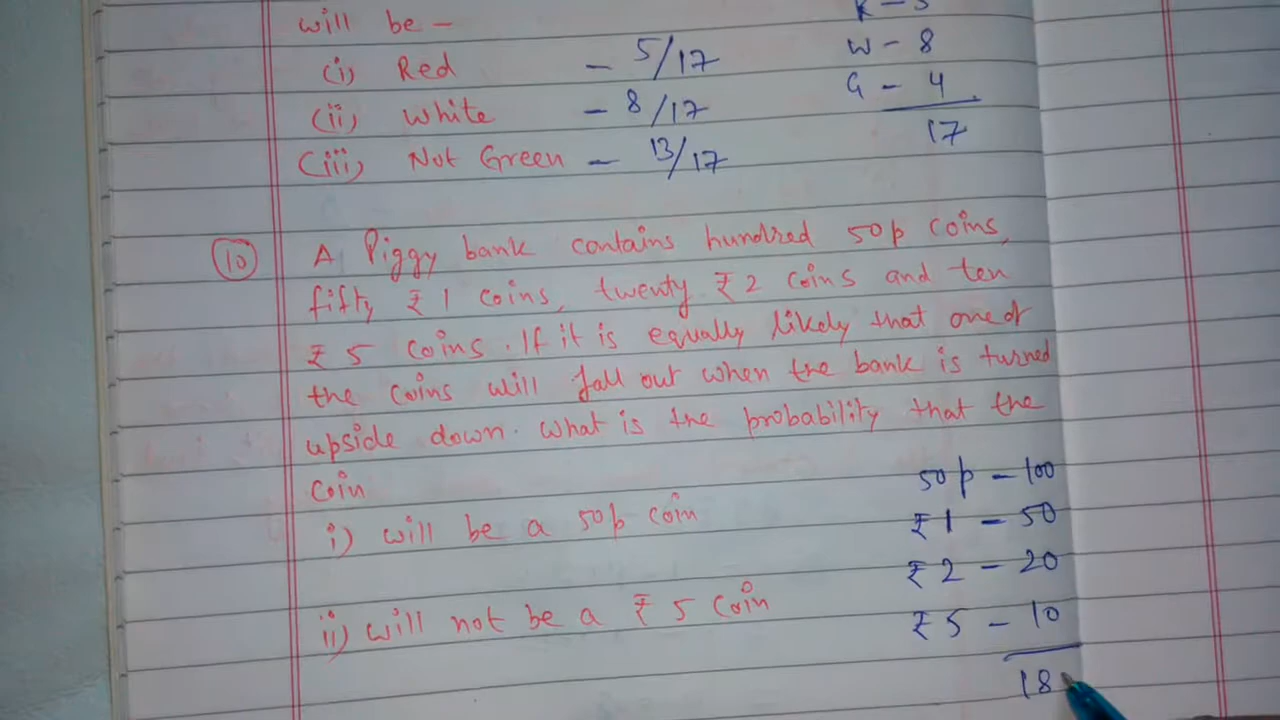 will be -
(i) Red - 5/17
(ii) White - 8/17
(iii) Not Green - 13/17
W - 8
G - 4
17
(10) A Piggy bank contains hundred 50p coins,
fifty ₹ 1 coins, twenty ₹ 2 coins and ten
₹ 5 coins. If it is equally likely that one of
the coins will fall out when the bank is turned
upside down. What is the probability that the
coin
i) will be a 50p coin
ii) will not be a ₹ 5 coin
50p - 100
₹ 1 - 50
₹ 2 - 20
₹ 5 - 10
18